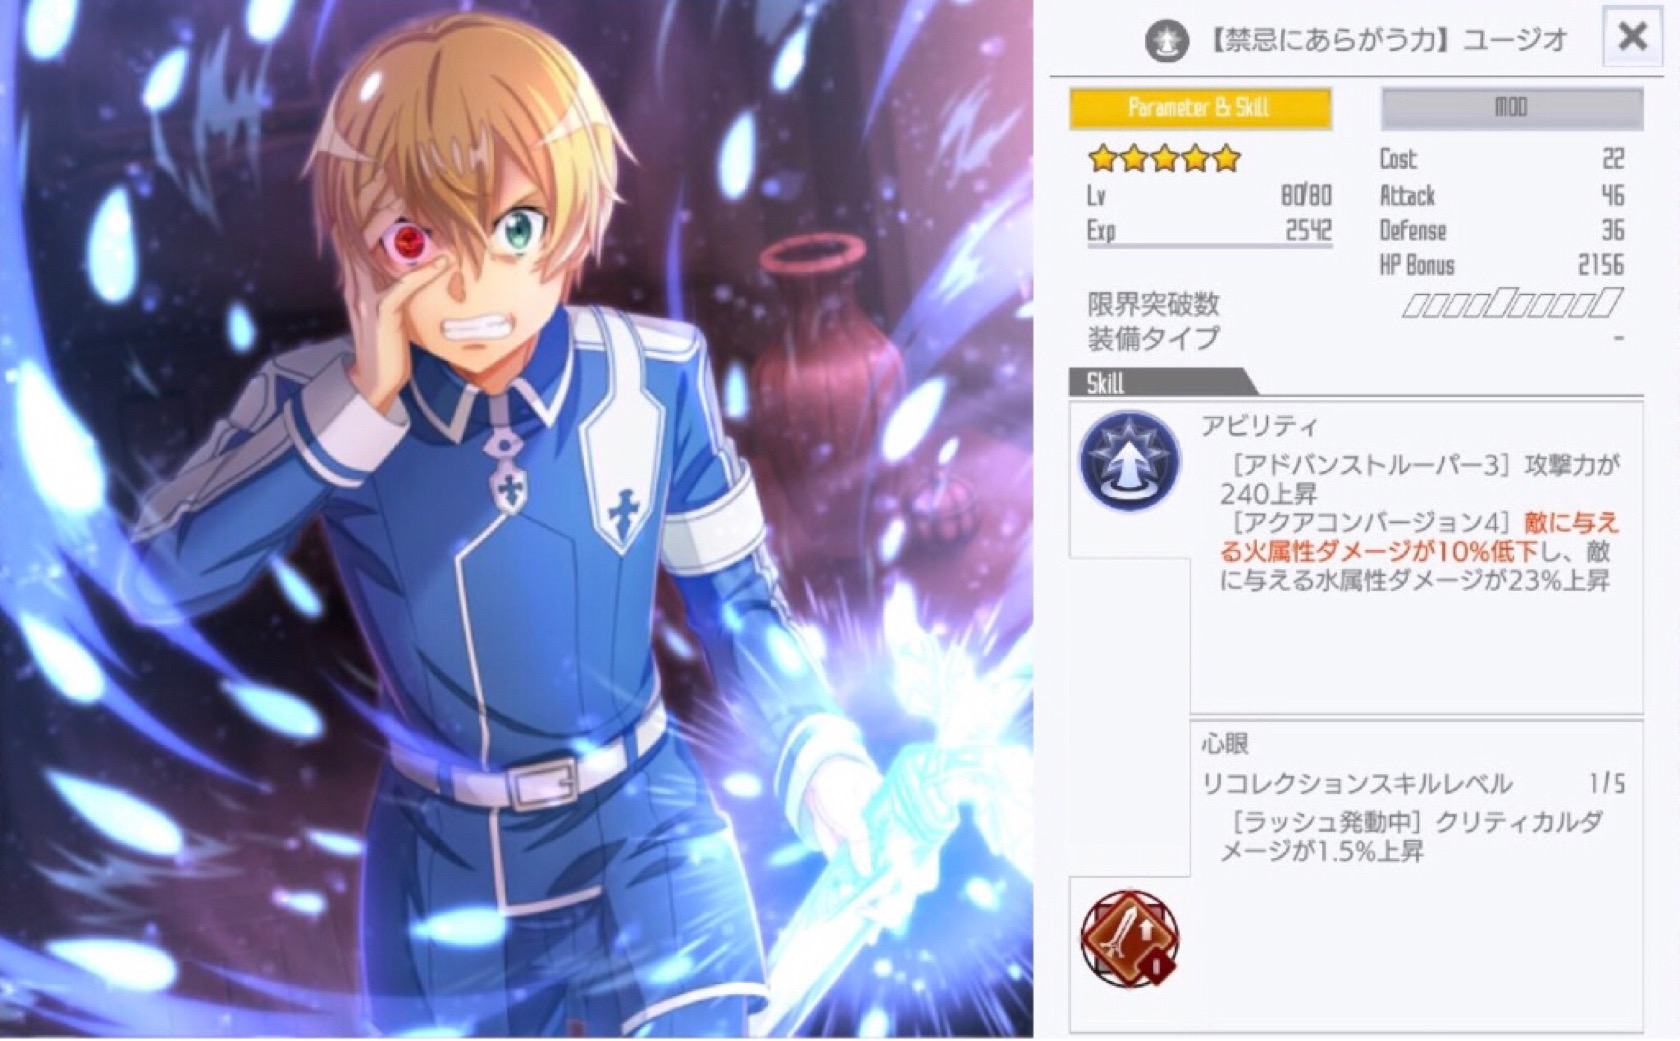 【禁忌にあらがう力】ユージオ
Parameter & Skill
MOD
Lv 80/80
Exp 2542
Cost 22
Attack 46
Defense 36
HP Bonus 2156
限界突破数
装備タイプ -
Skill
アビリティ
［アドバンストルーパー3］攻撃力が
240上昇
［アクアコンバージョン4］敵に与え
る火属性ダメージが10%低下し、敵
に与える水属性ダメージが23%上昇
心眼
リコレクションスキルレベル 1/5
［ラッシュ発動中］クリティカルダ
メージが1.5%上昇
I